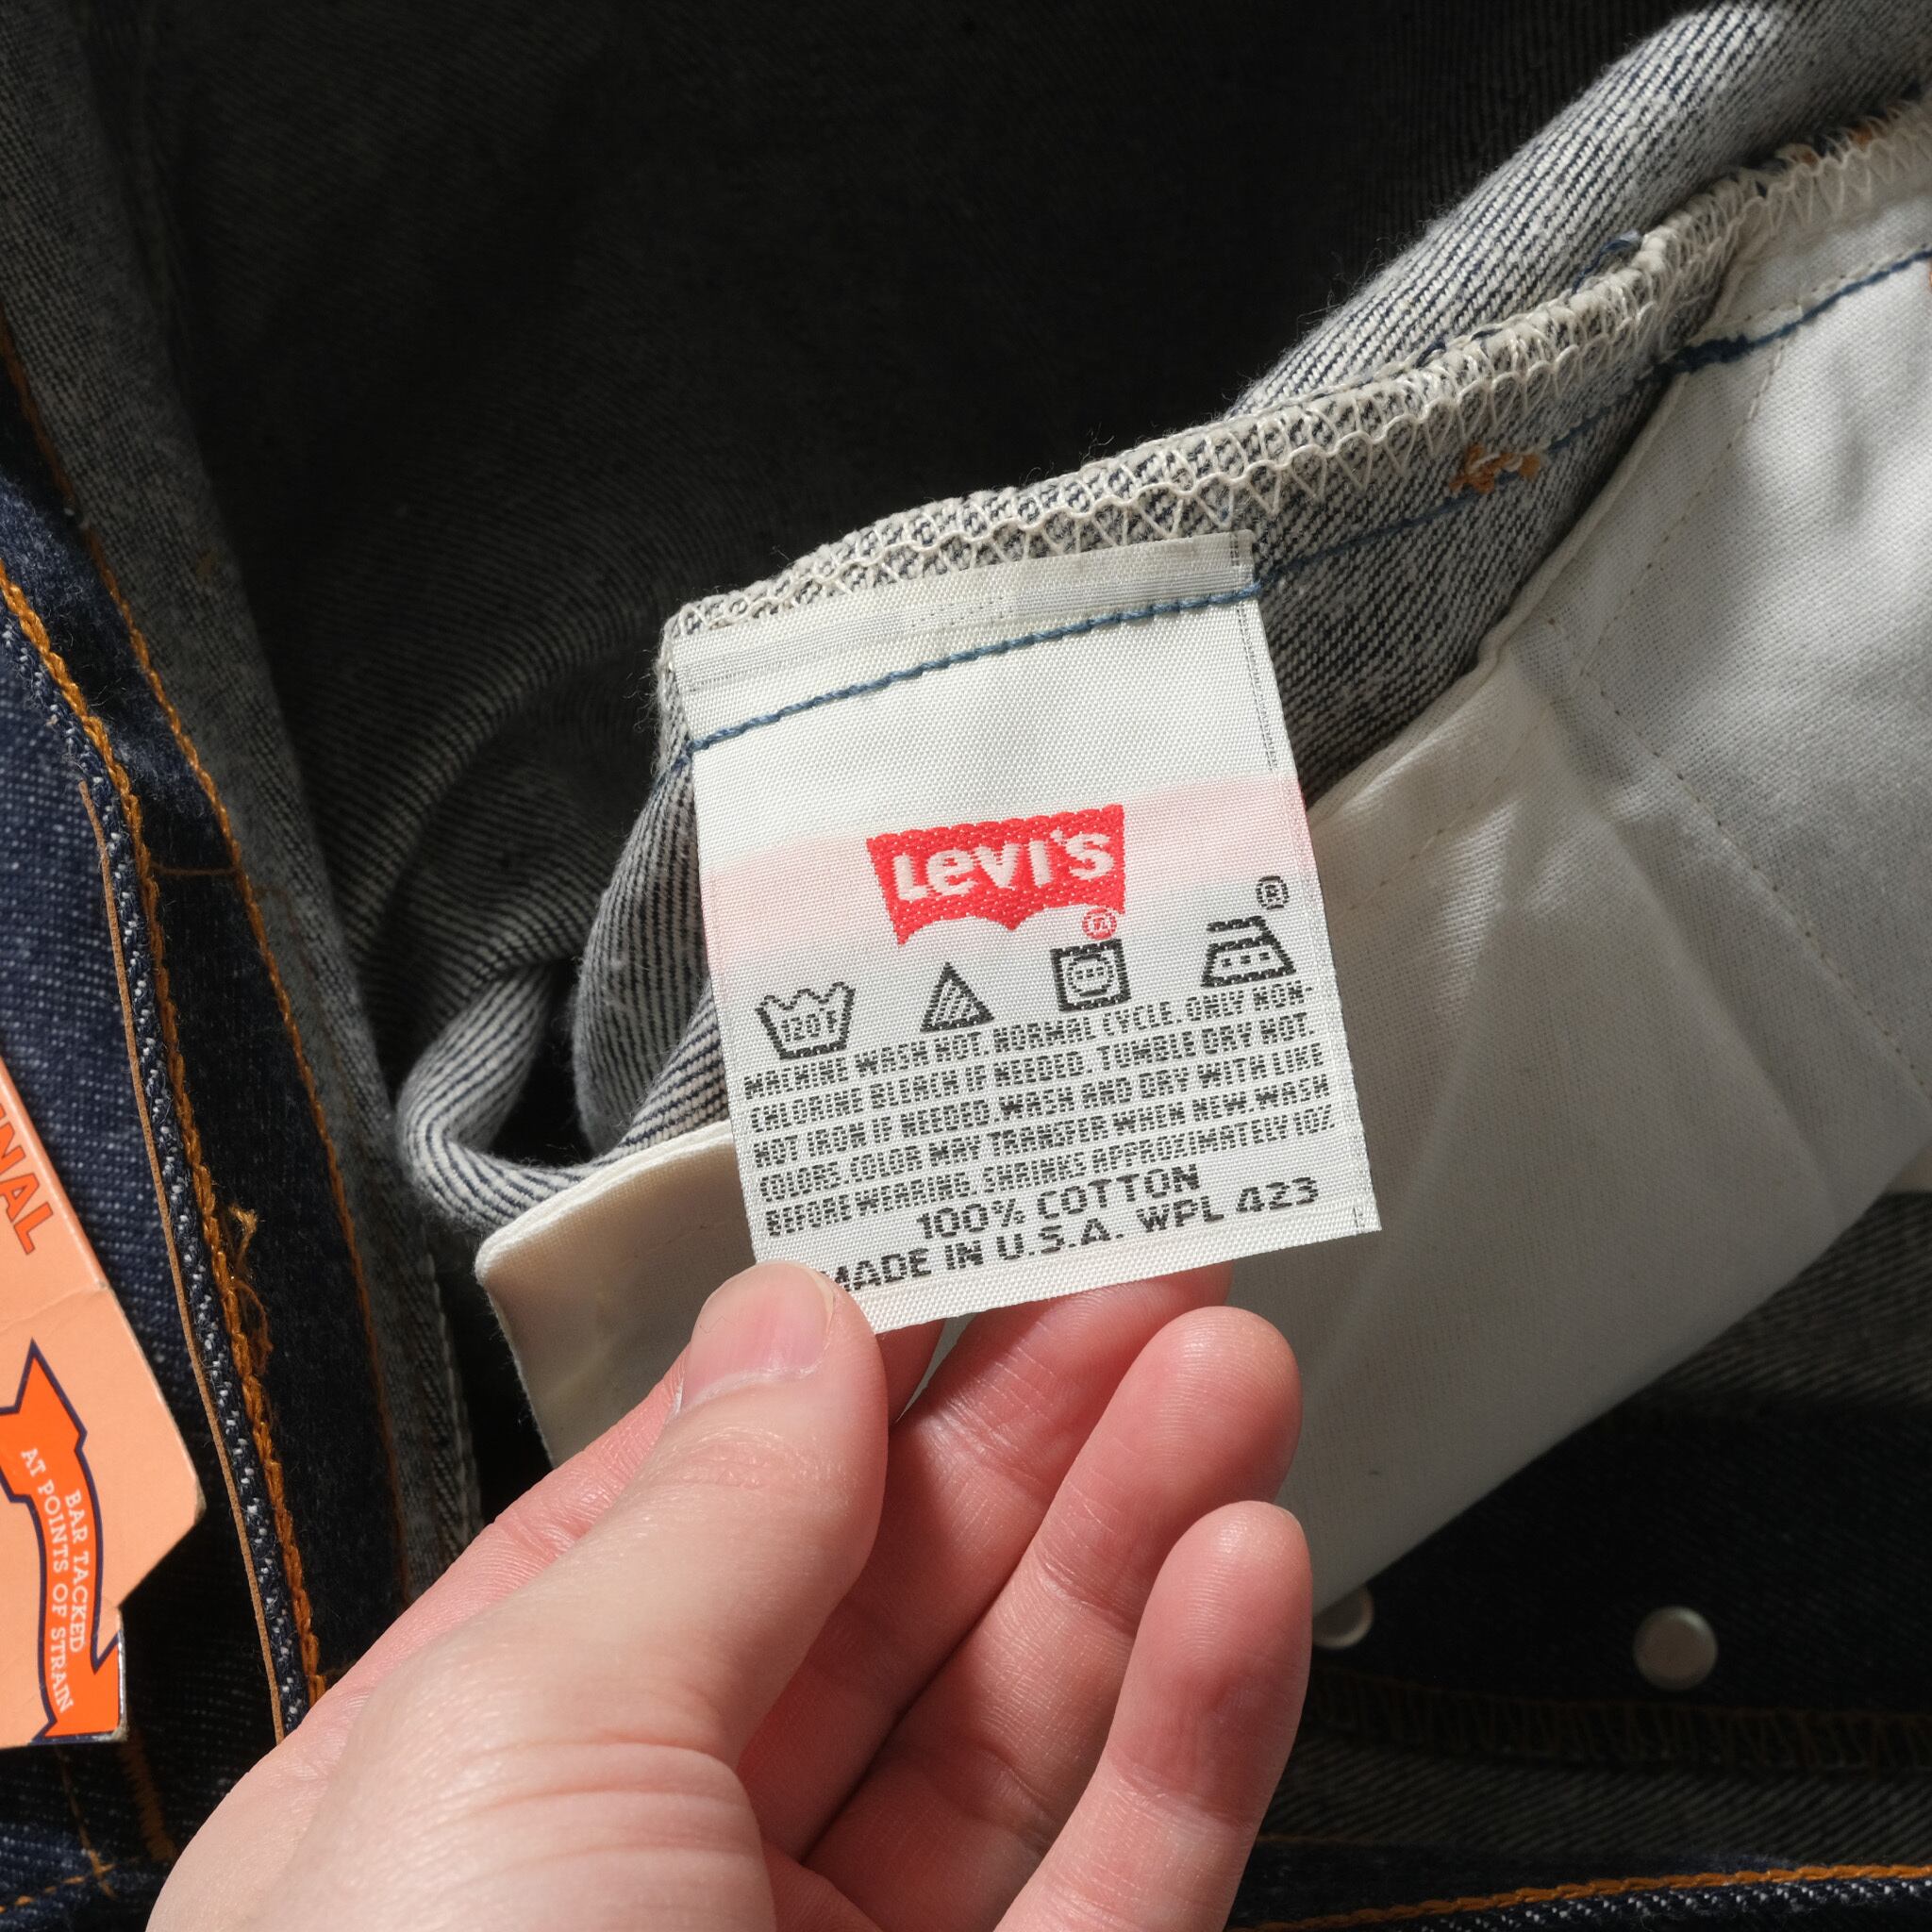 Levi's
®
®
120F
MACHINE WASH HOT. NORMAL CYCLE. ONLY NON-
CHLORINE BLEACH IF NEEDED. TUMBLE DRY HOT.
HOT IRON IF NEEDED. WASH AND DRY WITH LIKE
COLORS. COLOR MAY TRANSFER WHEN NEW. WASH
BEFORE WEARING. SHRINKS APPROXIMATELY 10%
100% COTTON
MADE IN U.S.A. WPL 423
NAL
BAR TACKED
AT POINTS OF STRAIN